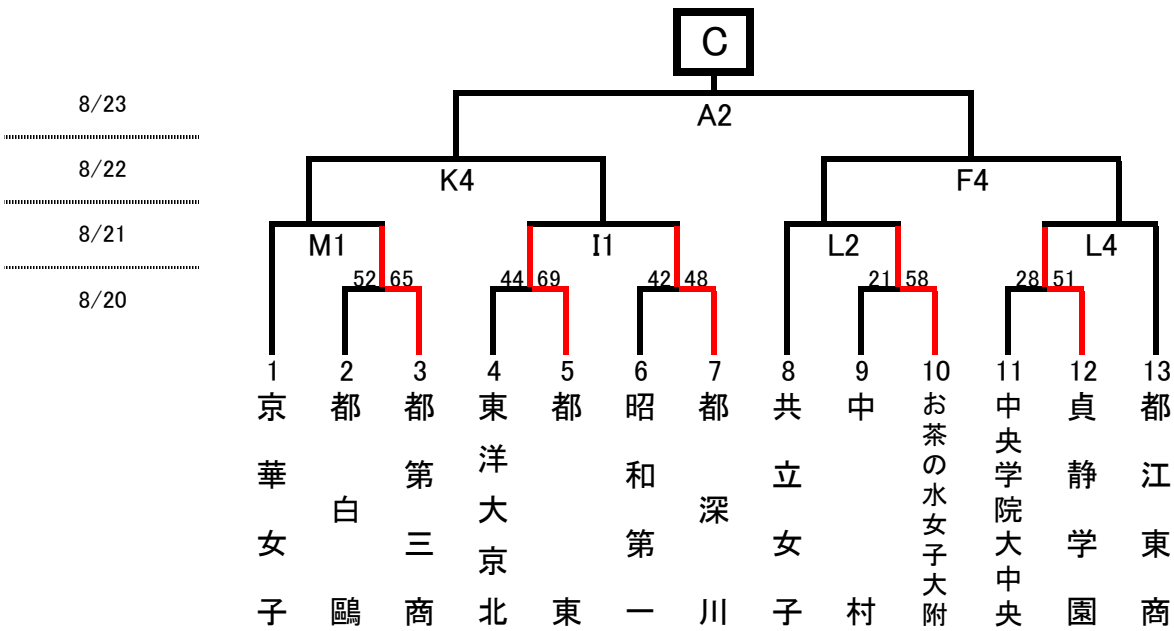 C
8/23
A2
8/22
K4
F4
8/21
M1
I1
L2
L4
52 65
44 69
42 48
21 58
28 51
8/20
1 2 3 4 5 6 7 8 9 10 11 12 13
京華女子
都白鷗
都第三商
東洋大京北
都東
昭和第一
都深川
共立女子
中村
お茶の水女子大附
中央学院大中央
貞静学園
都江東商